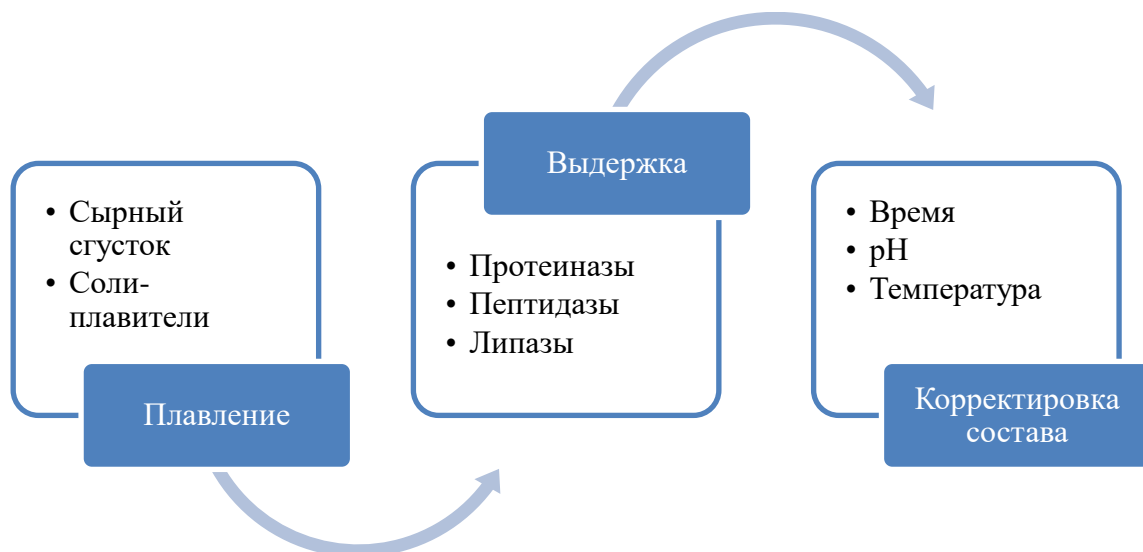 • Сырный
сгусток
• Соли-
плавители
Плавление
Выдержка
• Протеиназы
• Пептидазы
• Липазы
• Время
• pH
• Температура
Корректировка
состава